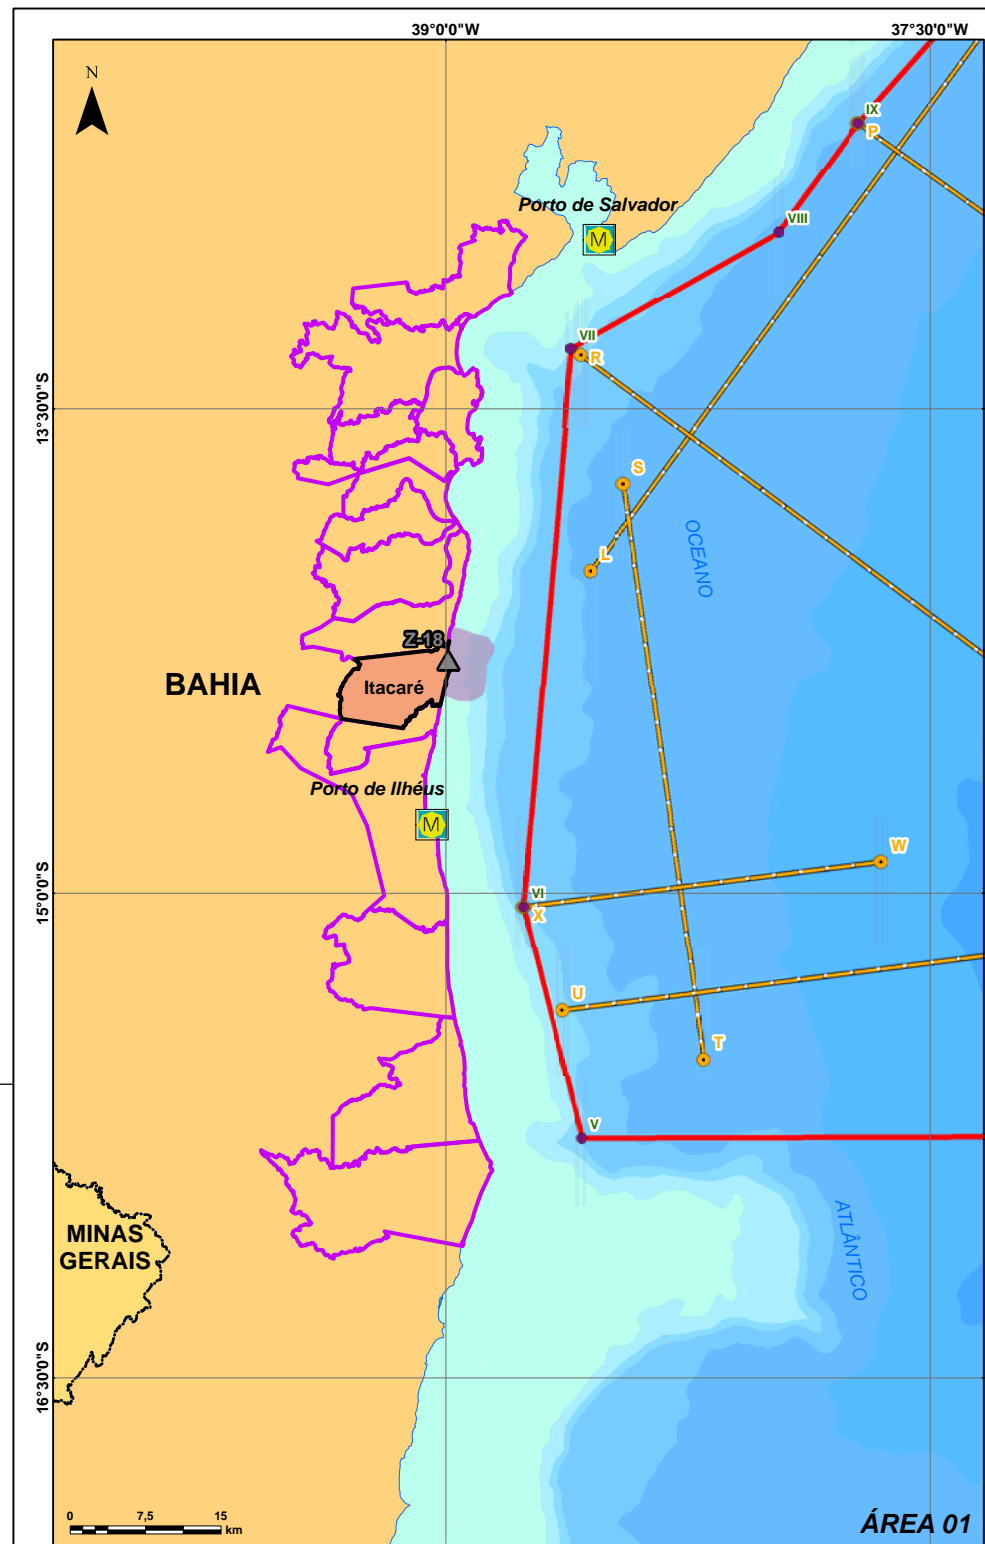 39°0'0"W
37°30'0"W
N
IX
P
Porto de Salvador
VIII
M
VII
R
13°30'0"S
S
OCEANO
L
Z-18
BAHIA
Itacaré
Porto de Ilhéus
M
W
15°0'0"S
VI
X
U
T
V
ATLÂNTICO
MINAS
GERAIS
16°30'0"S
0
7,5
15
km
ÁREA 01